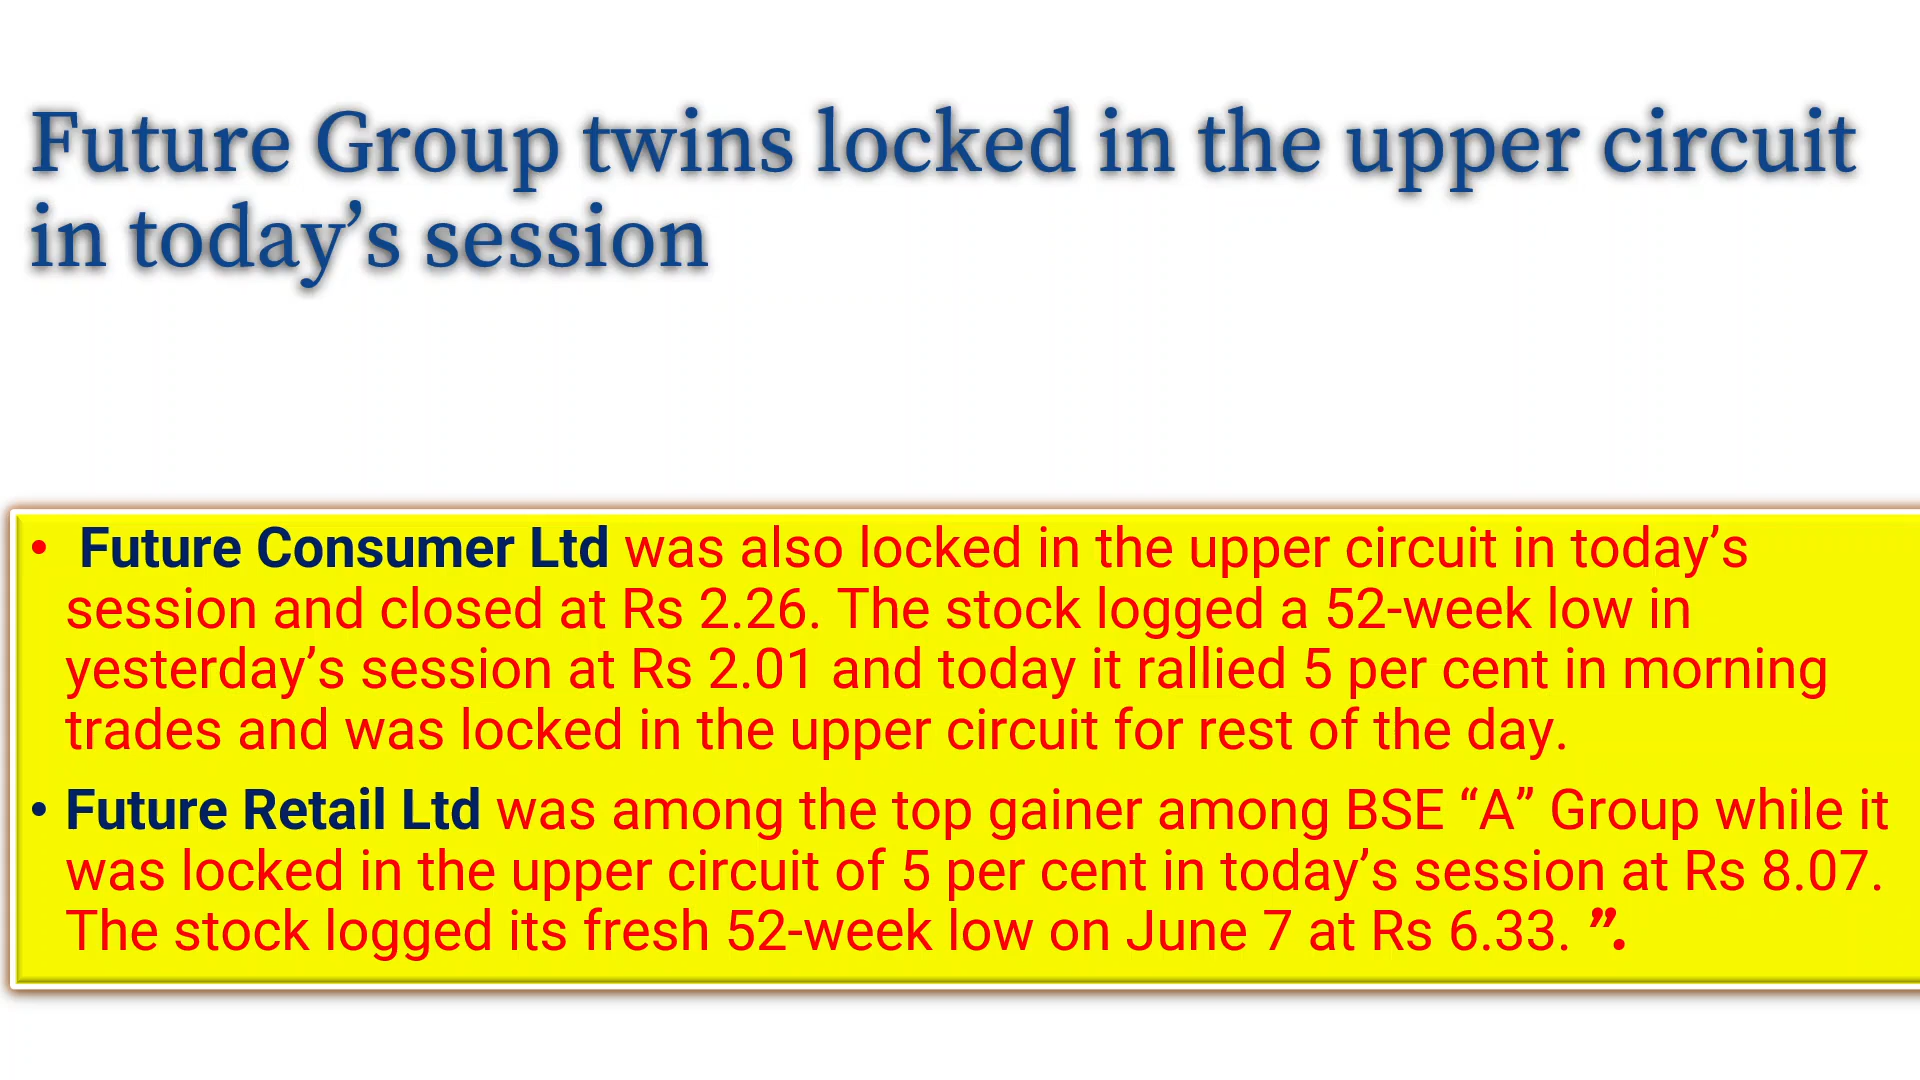 Future Group twins locked in the upper circuit
in today’s session
• Future Consumer Ltd was also locked in the upper circuit in today’s
session and closed at Rs 2.26. The stock logged a 52-week low in
yesterday’s session at Rs 2.01 and today it rallied 5 per cent in morning
trades and was locked in the upper circuit for rest of the day.
• Future Retail Ltd was among the top gainer among BSE “A” Group while it
was locked in the upper circuit of 5 per cent in today’s session at Rs 8.07.
The stock logged its fresh 52-week low on June 7 at Rs 6.33. ”.